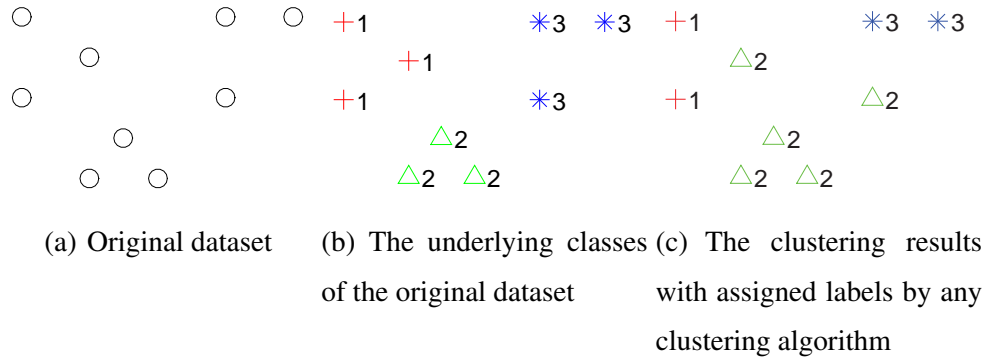 1 3 3 1 3 3
1 2
1 3 1 2
2 2
2 2 2 2
(a) Original dataset (b) The underlying classes (c) The clustering results
of the original dataset with assigned labels by any
clustering algorithm